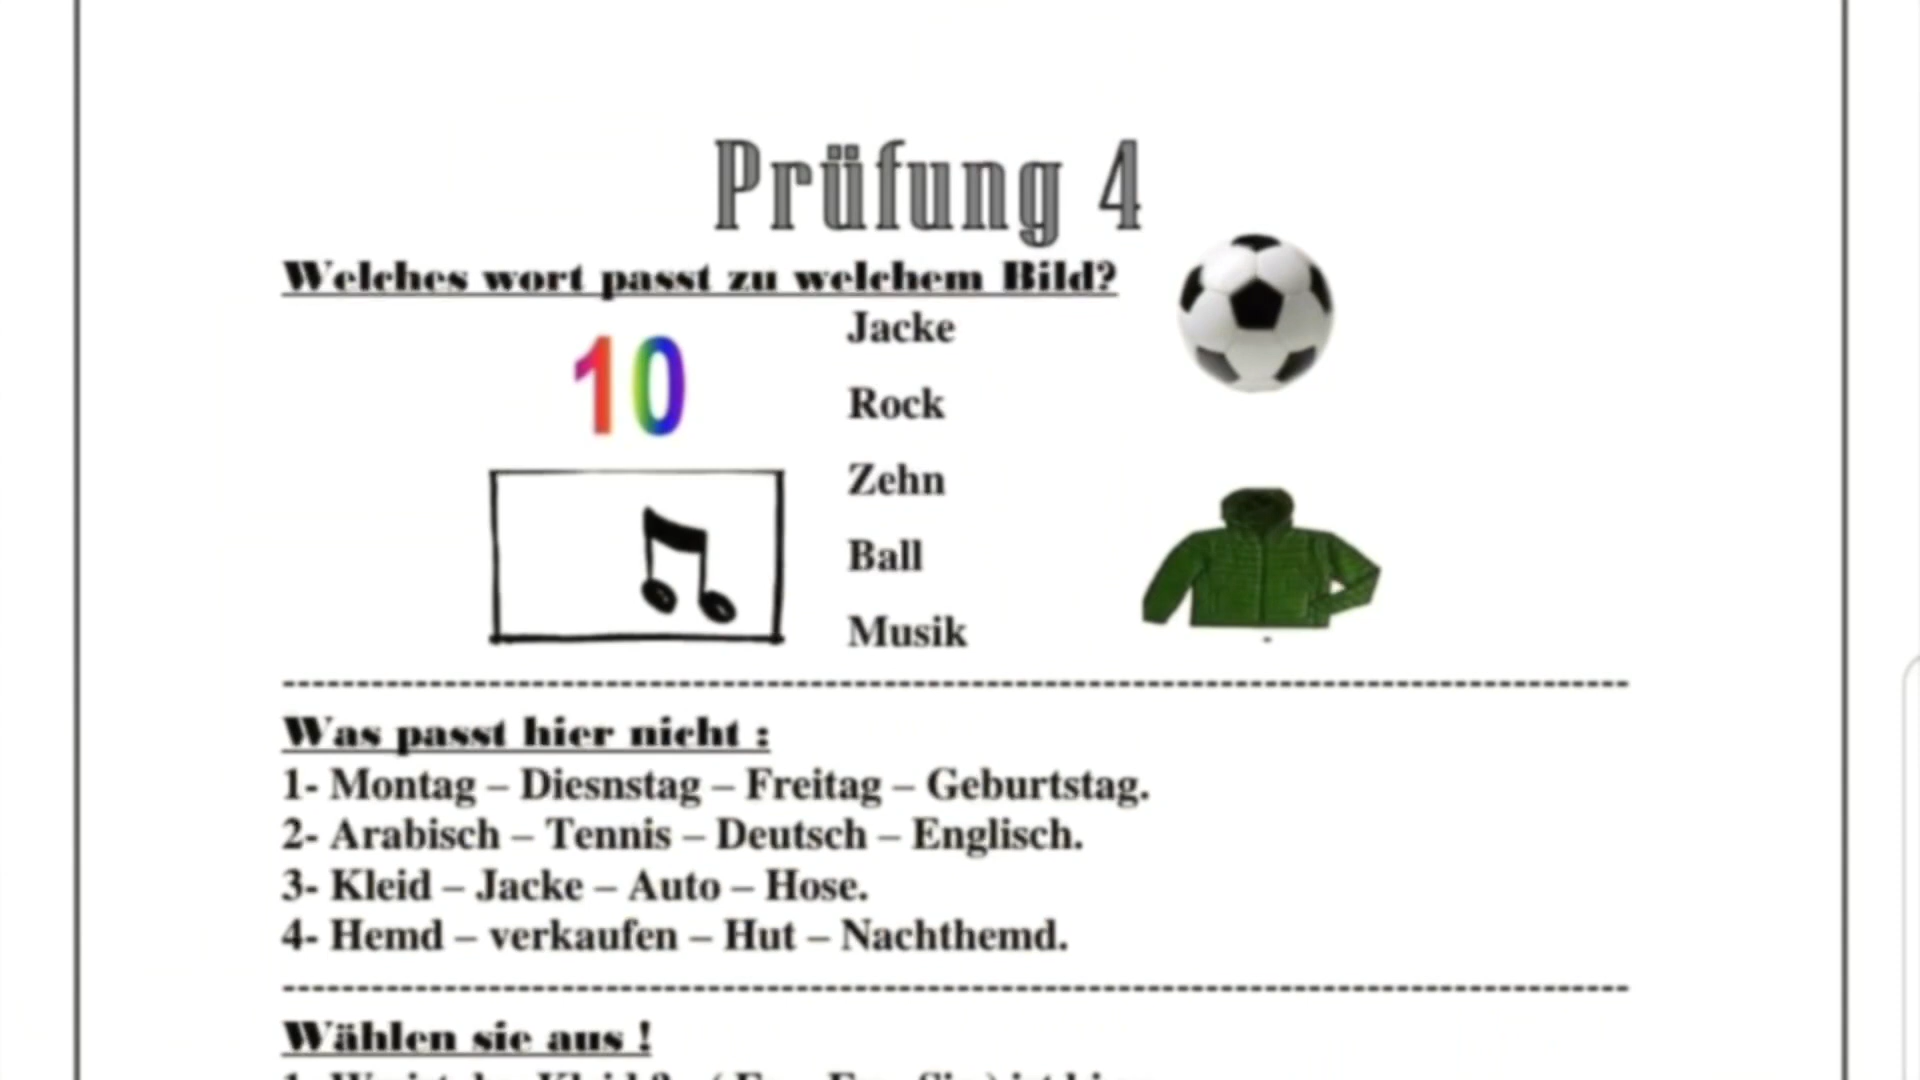 Prüfung 4
Welches wort passt zu welchem Bild?
10
Jacke
Rock
Zehn
Ball
Musik
Was passt hier nicht :
1- Montag – Diesnstag – Freitag – Geburtstag.
2- Arabisch – Tennis – Deutsch – Englisch.
3- Kleid – Jacke – Auto – Hose.
4- Hemd – verkaufen – Hut – Nachthemd.
Wählen sie aus !